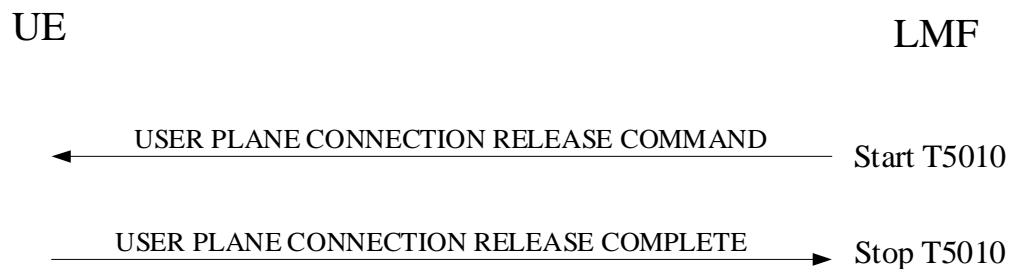 UE
LMF
USER PLANE CONNECTION RELEASE COMMAND
Start T5010
USER PLANE CONNECTION RELEASE COMPLETE
Stop T5010